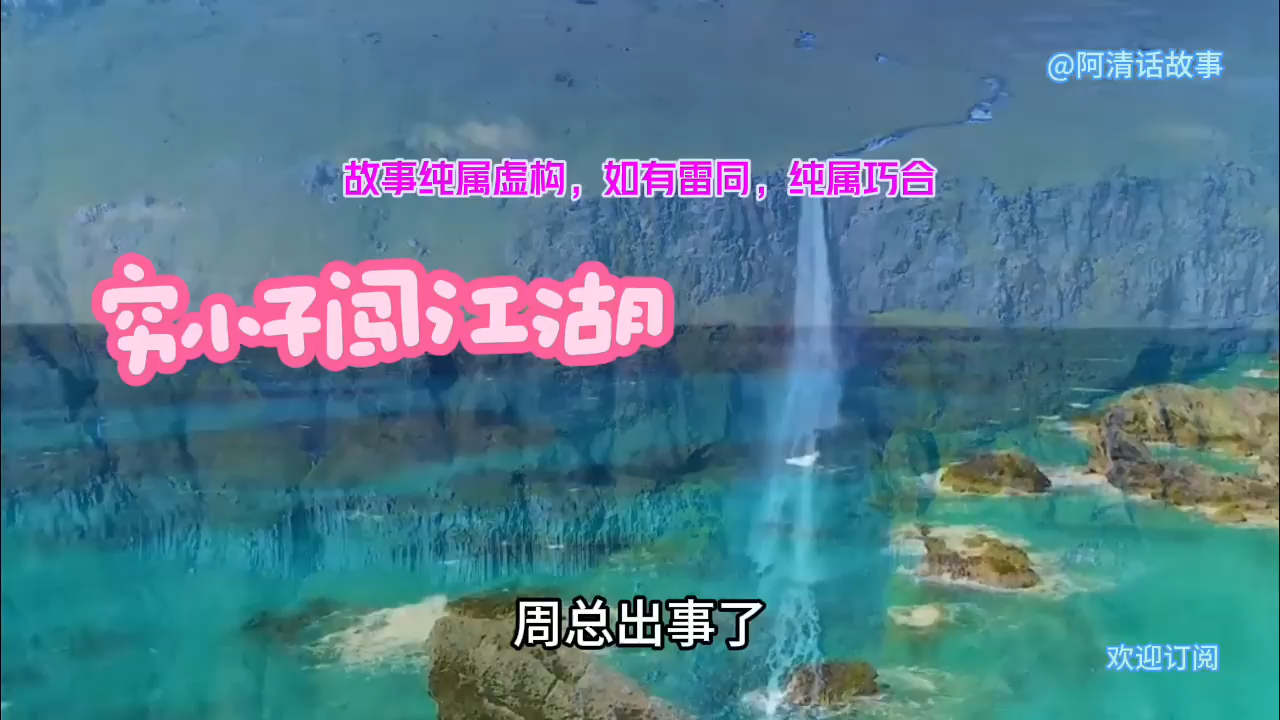 @阿清话故事
故事纯属虚构，如有雷同，纯属巧合
穷小子闯江湖
周总出事了
欢迎订阅